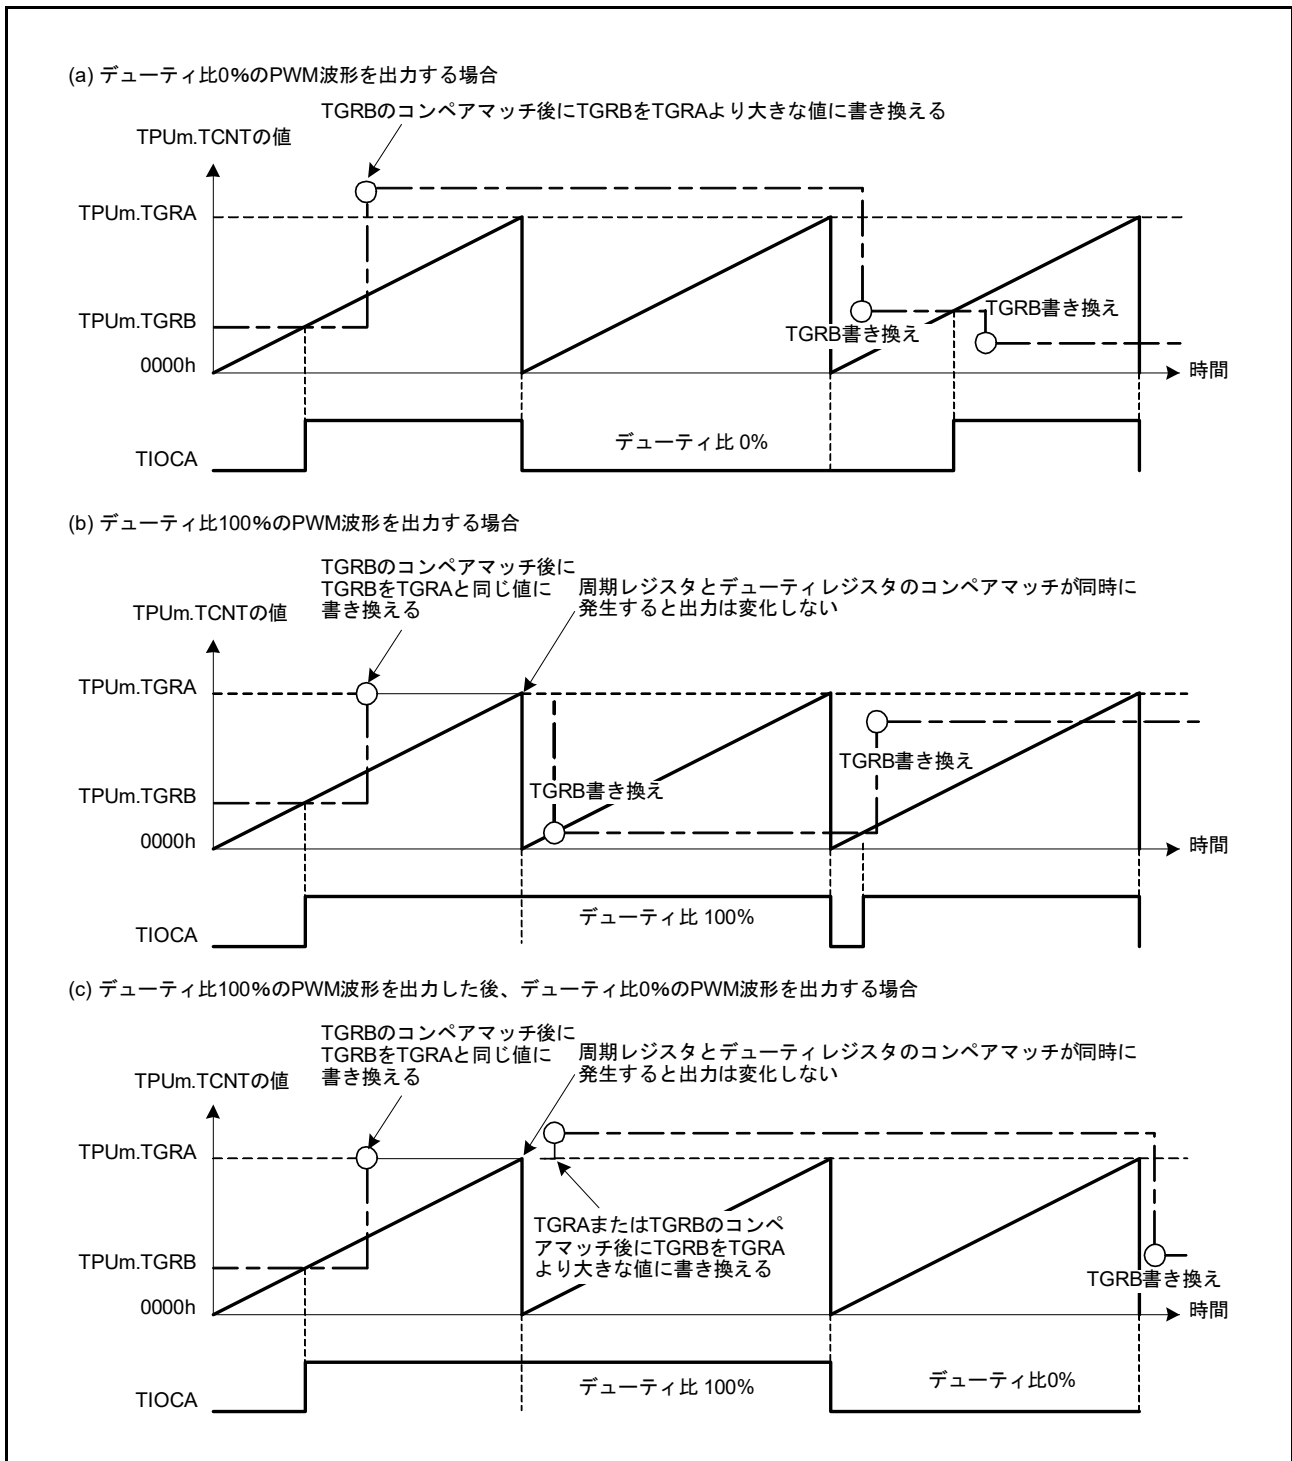 (a) デューティ比0%のPWM波形を出力する場合
TGRBのコンペアマッチ後にTGRBをTGRAより大きな値に書き換える
TPUm.TCNTの値
TPUm.TGRA
TPUm.TGRB
TGRB書き換え
TGRB書き換え
0000h
時間
デューティ比 0%
TIOCA
(b) デューティ比100%のPWM波形を出力する場合
TGRBのコンペアマッチ後に
TGRBをTGRAと同じ値に
書き換える
周期レジスタとデューティレジスタのコンペアマッチが同時に
発生すると出力は変化しない
TPUm.TCNTの値
TPUm.TGRA
TGRB書き換え
TGRB書き換え
TPUm.TGRB
0000h
時間
デューティ比 100%
TIOCA
(c) デューティ比100%のPWM波形を出力した後、デューティ比0%のPWM波形を出力する場合
TGRBのコンペアマッチ後に
TGRBをTGRAと同じ値に
書き換える
周期レジスタとデューティレジスタのコンペアマッチが同時に
発生すると出力は変化しない
TPUm.TCNTの値
TPUm.TGRA
TGRAまたはTGRBのコンペ
アマッチ後にTGRBをTGRA
より大きな値に書き換える
TPUm.TGRB
TGRB書き換え
0000h
時間
デューティ比 100%
デューティ比0%
TIOCA